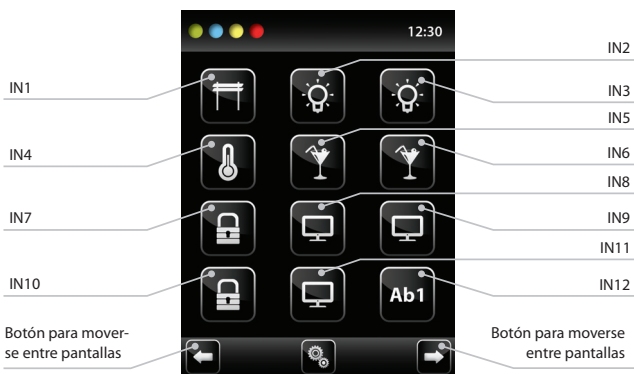 12:30
IN2
IN1
IN3
IN5
IN4
IN6
IN8
IN7
IN9
IN11
IN10
IN12
Ab1
Botón para mover-
se entre pantallas
Botón para moverse
entre pantallas